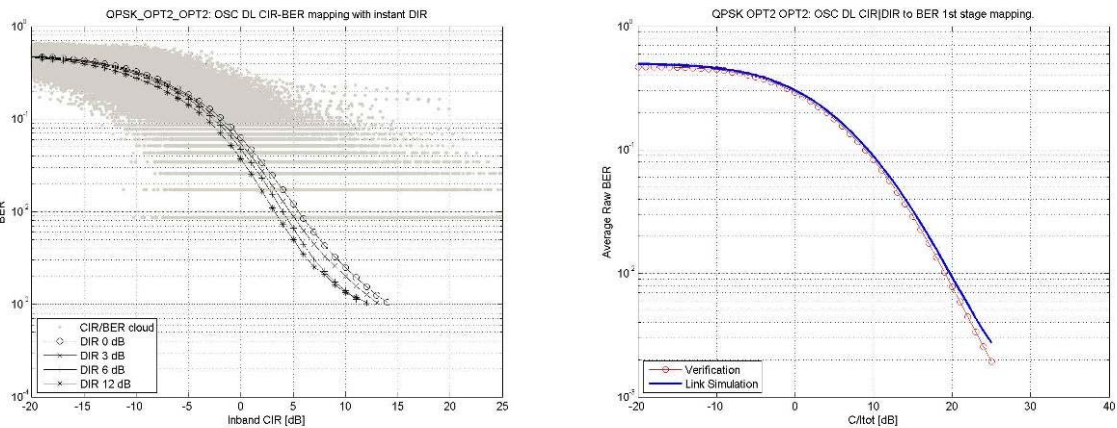 QPSK_OPT2_OPT2: OSC DL CIR-BER mapping with instant DIR
10^0
10^-1
10^-2
10^-3
10^-4
BER
CIR/BER cloud
DIR 0 dB
DIR 3 dB
DIR 6 dB
DIR 12 dB
-20 -15 -10 -5 0 5 10 15 20 25
Inband CIR [dB]
QPSK OPT2 OPT2: OSC DL CIR|DIR to BER 1st stage mapping.
10^0
10^-1
10^-2
10^-3
Average Raw BER
Verification
Link Simulation
-20 -10 0 10 20 30 40
C/Itot [dB]